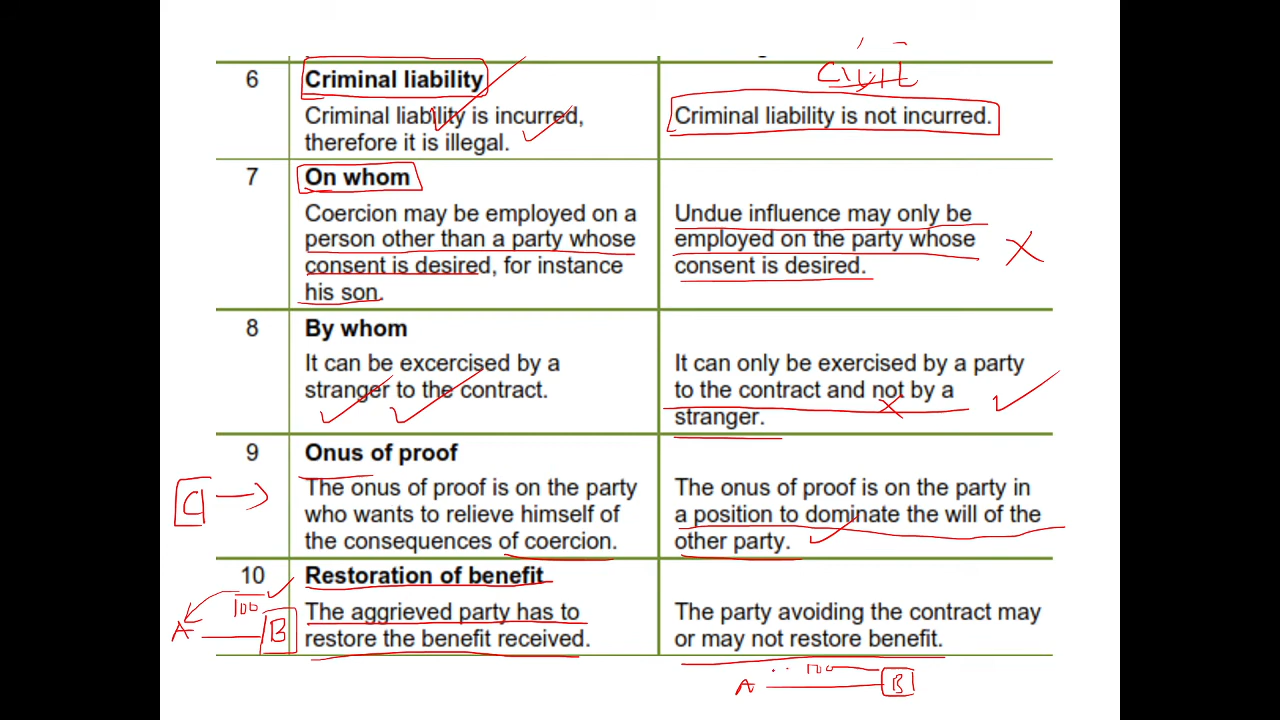 Civil
6
Criminal liability
Criminal liability is incurred,
therefore it is illegal.
Criminal liability is not incurred.
7
On whom
Coercion may be employed on a
person other than a party whose
consent is desired, for instance
his son.
Undue influence may only be
employed on the party whose
consent is desired.
8
By whom
It can be excercised by a
stranger to the contract.
It can only be exercised by a party
to the contract and not by a
stranger.
9
Onus of proof
The onus of proof is on the party
who wants to relieve himself of
the consequences of coercion.
The onus of proof is on the party in
a position to dominate the will of the
other party.
10
Restoration of benefit
The aggrieved party has to
restore the benefit received.
The party avoiding the contract may
or may not restore benefit.
100
A B
100
A B